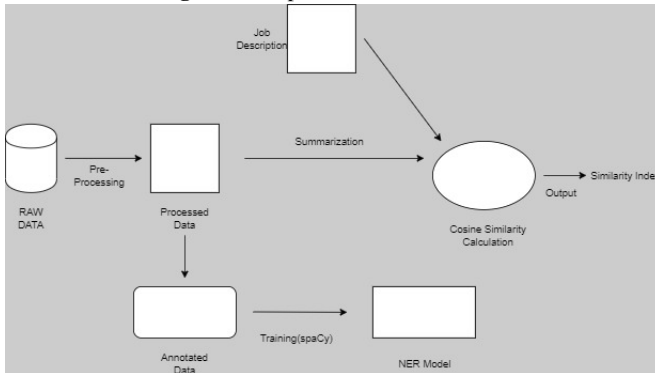 Job
Description
Summarization
Pre-
Processing
Similarity Inde
Output
RAW
DATA
Processed
Data
Cosine Similarity
Calculation
Training(spaCy)
Annotated
Data
NER Model